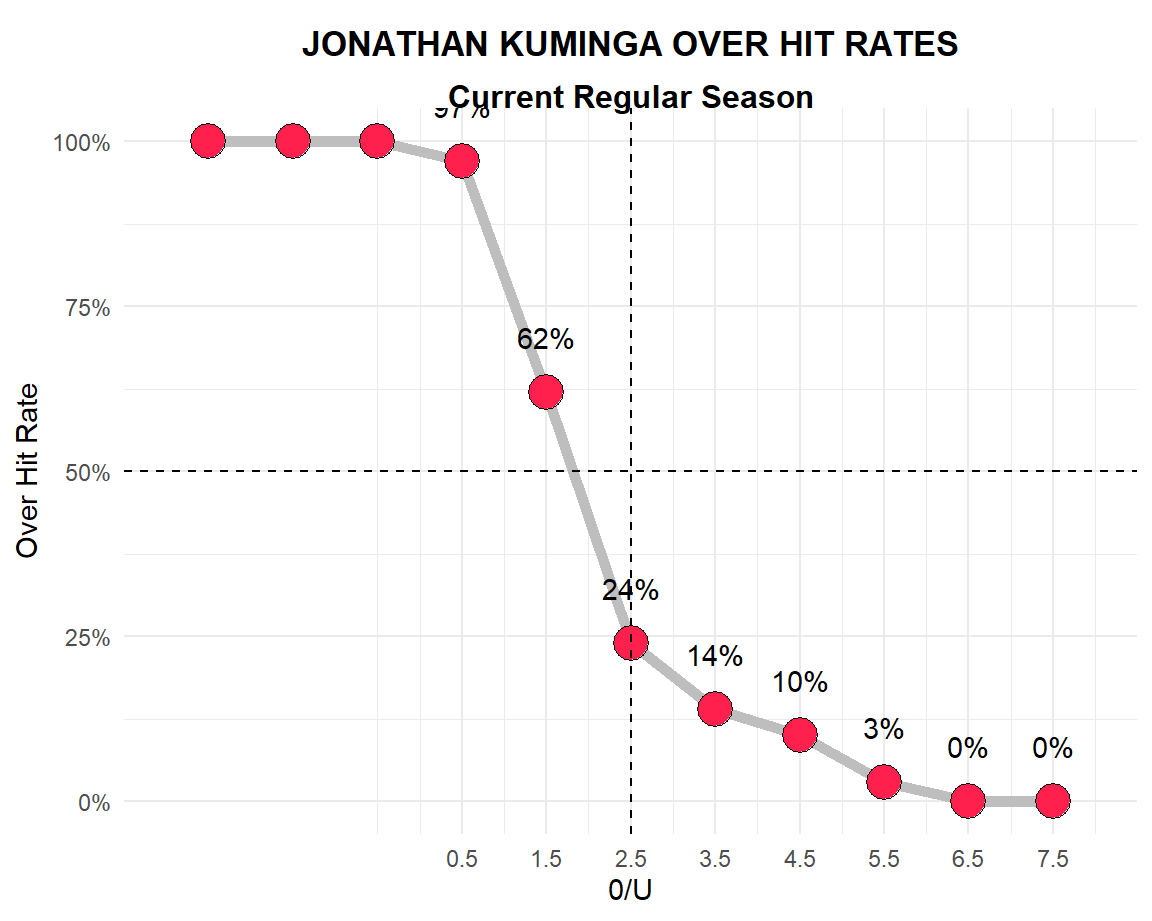 JONATHAN KUMINGA OVER HIT RATES
Current Regular Season
97%
100%
62%
75%
Over Hit Rate
50%
24%
25%
14%
10%
3%
0%
0%
0%
0.5 1.5 2.5 3.5 4.5 5.5 6.5 7.5
0/U